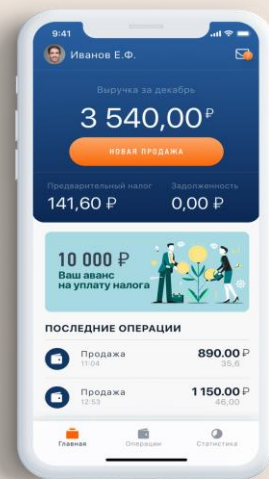 9:41
Иванов Е.Ф.
Выручка за декабрь
3 540,00 ₽
НОВАЯ ПРОДАЖА
Предварительный налог
Задолженность
141,60 ₽
0,00 ₽
10 000 ₽
Ваш аванс
на уплату налога
ПОСЛЕДНИЕ ОПЕРАЦИИ
Продажа
890.00 ₽
11:04
35,6
Продажа
1 150.00 ₽
12:53
46,00
Главная
Операции
Статистика